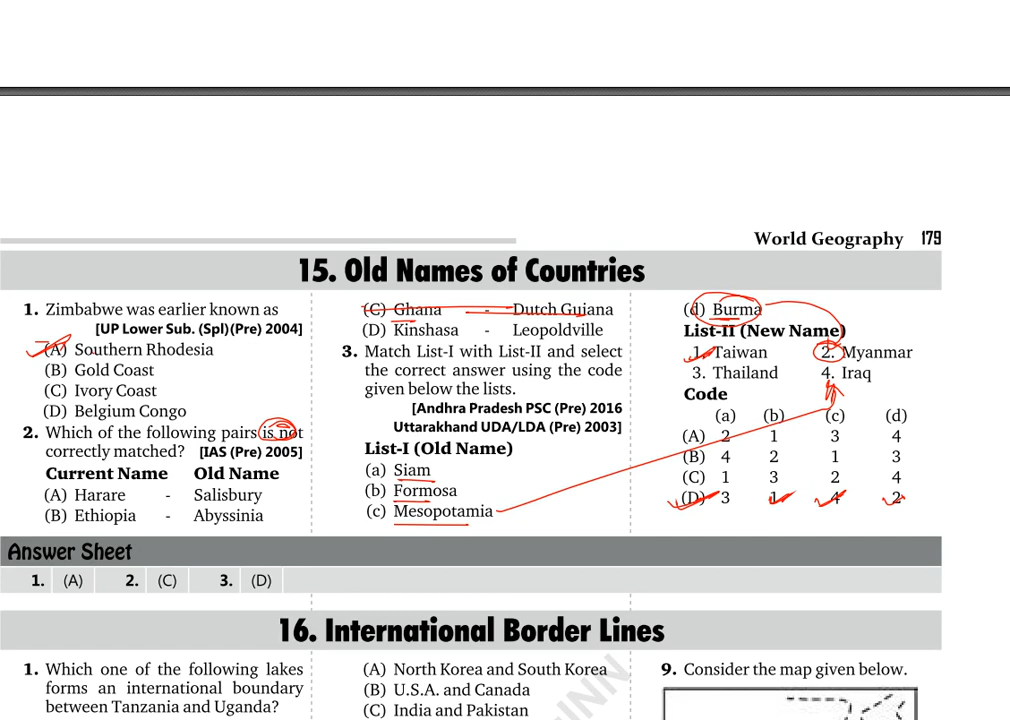 World Geography 179
15. Old Names of Countries
1. Zimbabwe was earlier known as
[UP Lower Sub. (Spl)(Pre) 2004]
(A) Southern Rhodesia
(B) Gold Coast
(C) Ivory Coast
(D) Belgium Congo
2. Which of the following pairs is not
correctly matched? [IAS (Pre) 2005]
Current Name Old Name
(A) Harare - Salisbury
(B) Ethiopia - Abyssinia
(C) Ghana - Dutch Gujana
(D) Kinshasa - Leopoldville
3. Match List-I with List-II and select
the correct answer using the code
given below the lists.
[Andhra Pradesh PSC (Pre) 2016
Uttarakhand UDA/LDA (Pre) 2003]
List-I (Old Name)
(a) Siam
(b) Formosa
(c) Mesopotamia
(d) Burma
List-II (New Name)
1. Taiwan 2. Myanmar
3. Thailand 4. Iraq
Code
(a) (b) (c) (d)
(A) 2 1 3 4
(B) 4 2 1 3
(C) 1 3 2 4
(D) 3 1 4 2
Answer Sheet
1. (A) 2. (C) 3. (D)
16. International Border Lines
1. Which one of the following lakes
forms an international boundary
between Tanzania and Uganda?
(A) North Korea and South Korea
(B) U.S.A. and Canada
(C) India and Pakistan
9. Consider the map given below.